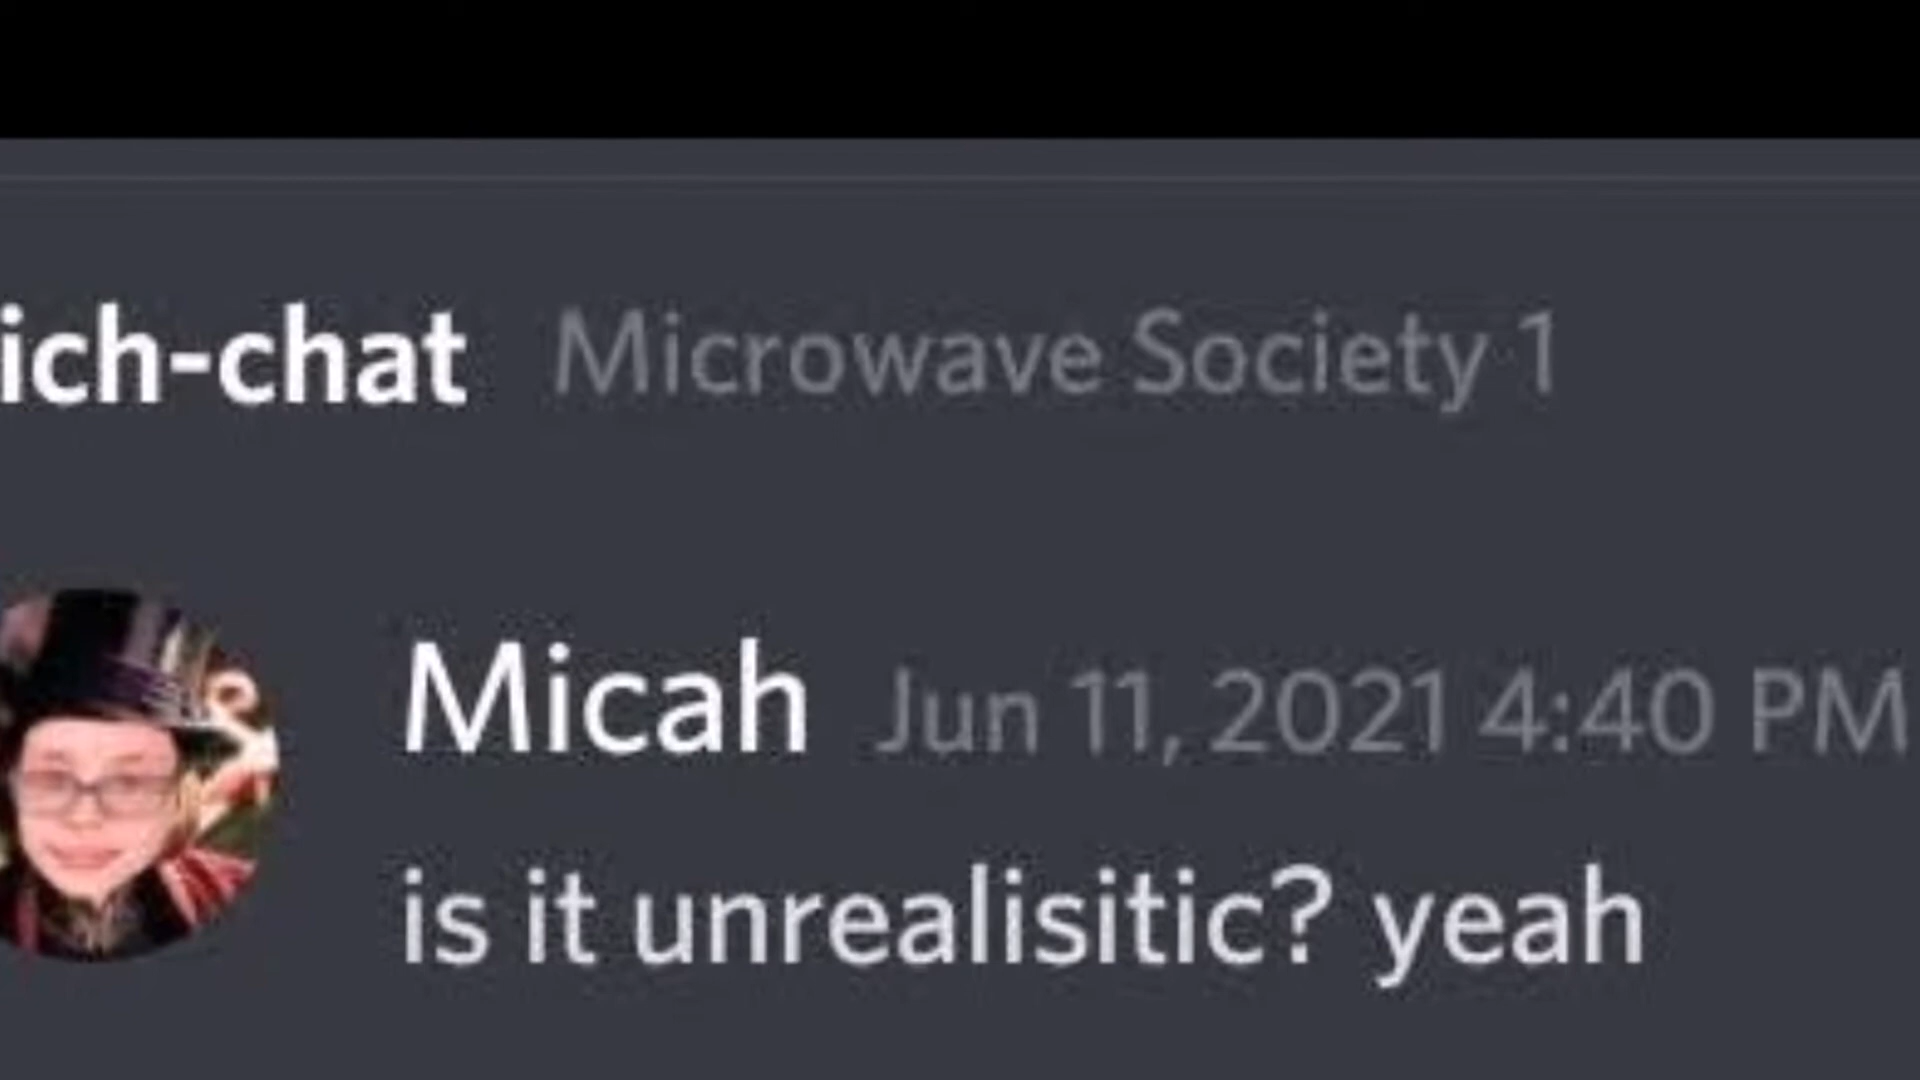 ich-chat Microwave Society 1
Micah Jun 11, 2021 4:40 PM
is it unrealisitic? yeah